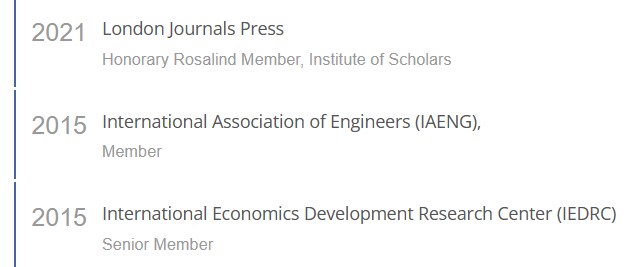 2021 London Journals Press
Honorary Rosalind Member, Institute of Scholars
2015 International Association of Engineers (IAENG),
Member
2015 International Economics Development Research Center (IEDRC)
Senior Member